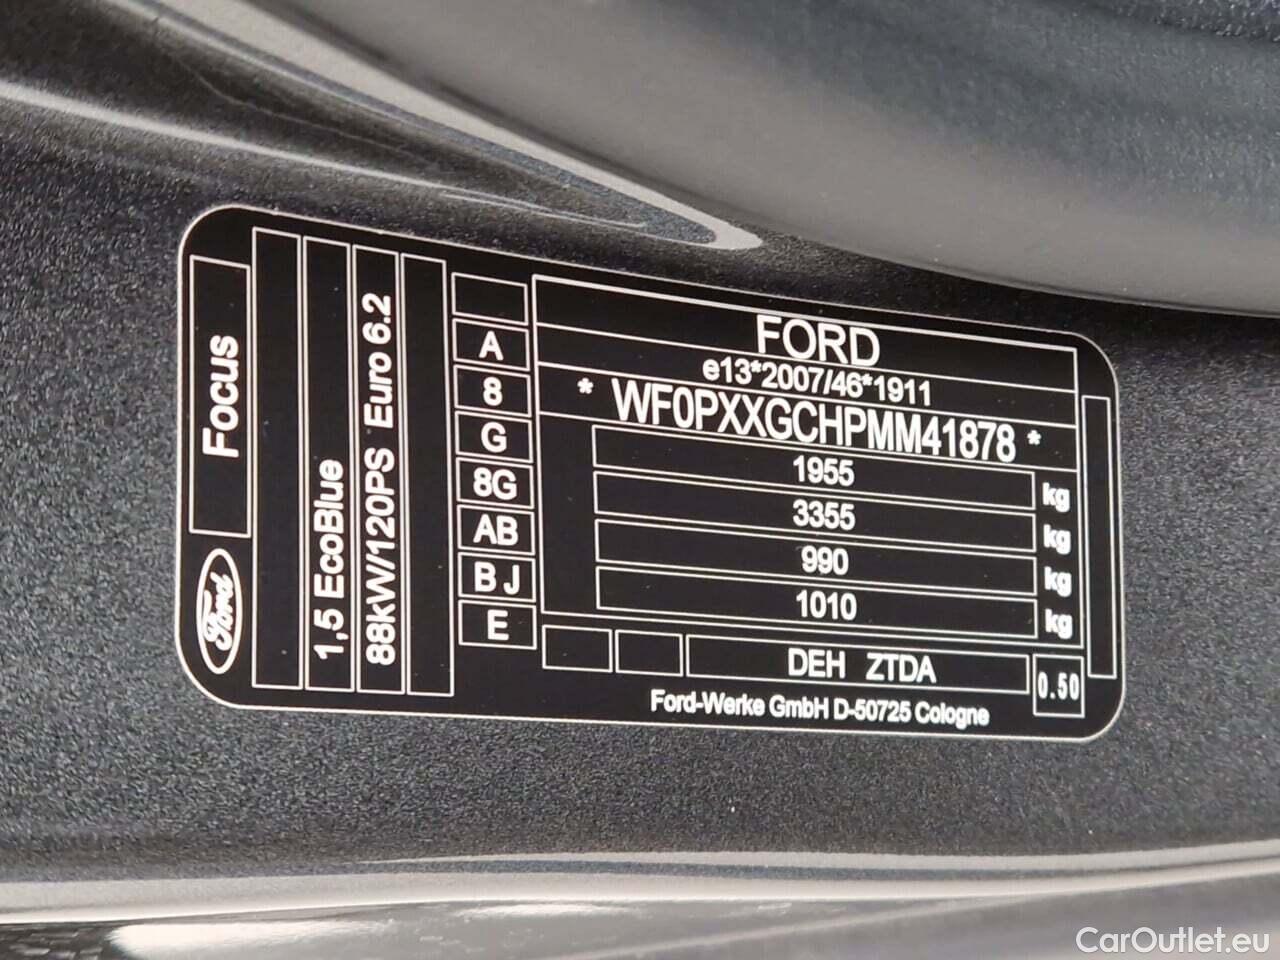 Focus
Ford
1,5 EcoBlue
88kW/120PS Euro 6.2
A
8
G
8G
AB
B J
E
FORD
e13*2007/46*1911
* WF0PXXGCHPMM41878 *
1955 kg
3355 kg
990 kg
1010 kg
DEH ZTDA
0.50
Ford-Werke GmbH D-50725 Cologne
CarOutlet.eu